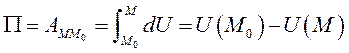 Π = A_{MM_0} = ∫_{M_0}^{M} dU = U(M_0) − U(M)